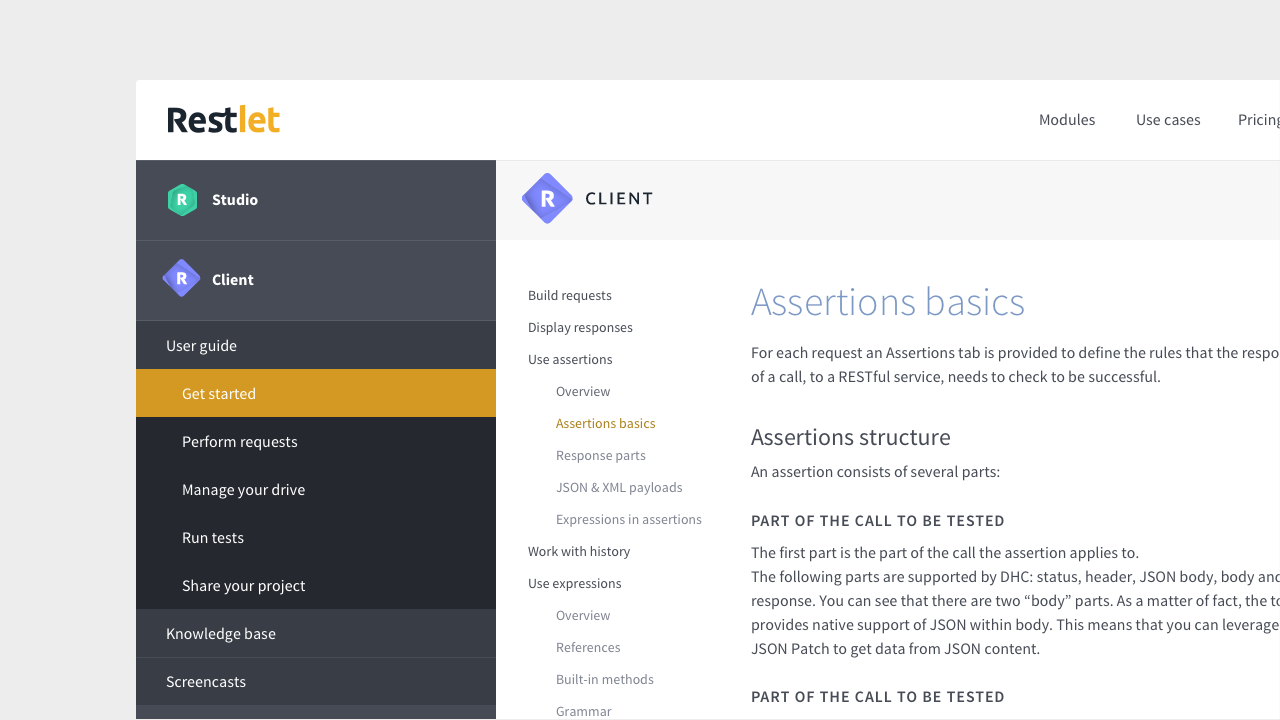 Restlet
Modules
Use cases
Pricing
R
Studio
R
Client
User guide
Get started
Perform requests
Manage your drive
Run tests
Share your project
Knowledge base
Screencasts
R
CLIENT
Build requests
Display responses
Use assertions
Overview
Assertions basics
Response parts
JSON & XML payloads
Expressions in assertions
Work with history
Use expressions
Overview
References
Built-in methods
Grammar
Assertions basics
For each request an Assertions tab is provided to define the rules that the respo
of a call, to a RESTful service, needs to check to be successful.
Assertions structure
An assertion consists of several parts:
PART OF THE CALL TO BE TESTED
The first part is the part of the call the assertion applies to.
The following parts are supported by DHC: status, header, JSON body, body and
response. You can see that there are two “body” parts. As a matter of fact, the to
provides native support of JSON within body. This means that you can leverage
JSON Patch to get data from JSON content.
PART OF THE CALL TO BE TESTED